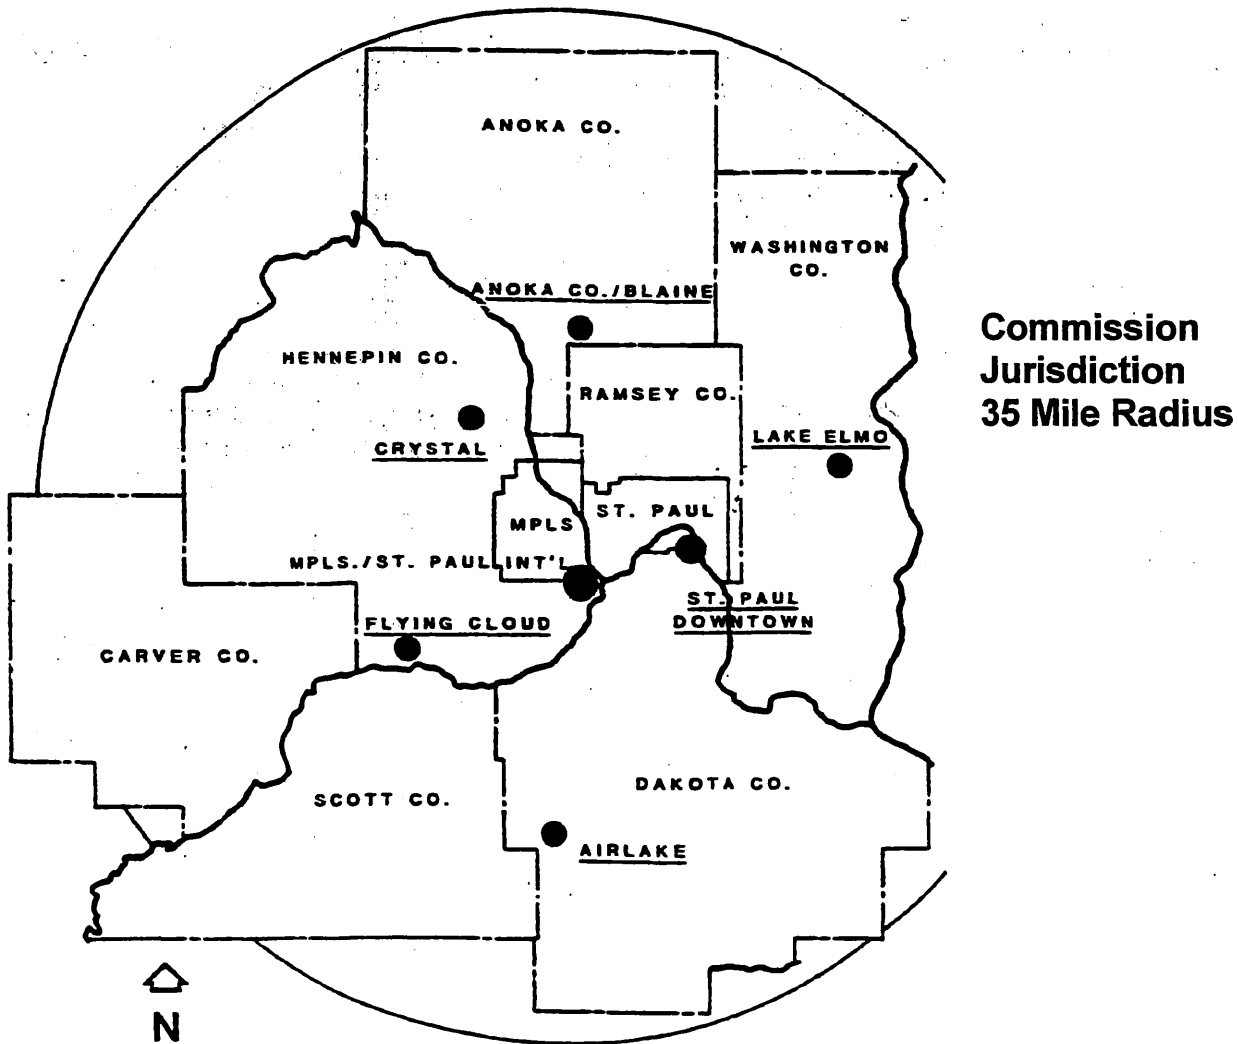 ANOKA CO.
WASHINGTON
CO.
ANOKA CO./BLAINE
Commission
Jurisdiction
35 Mile Radius
HENNEPIN CO.
RAMSEY CO.
CRYSTAL
LAKE ELMO
MPLS
ST. PAUL
MPLS./ST. PAUL INT'L
ST. PAUL
DOWNTOWN
FLYING CLOUD
CARVER CO.
SCOTT CO.
DAKOTA CO.
AIRLAKE
N